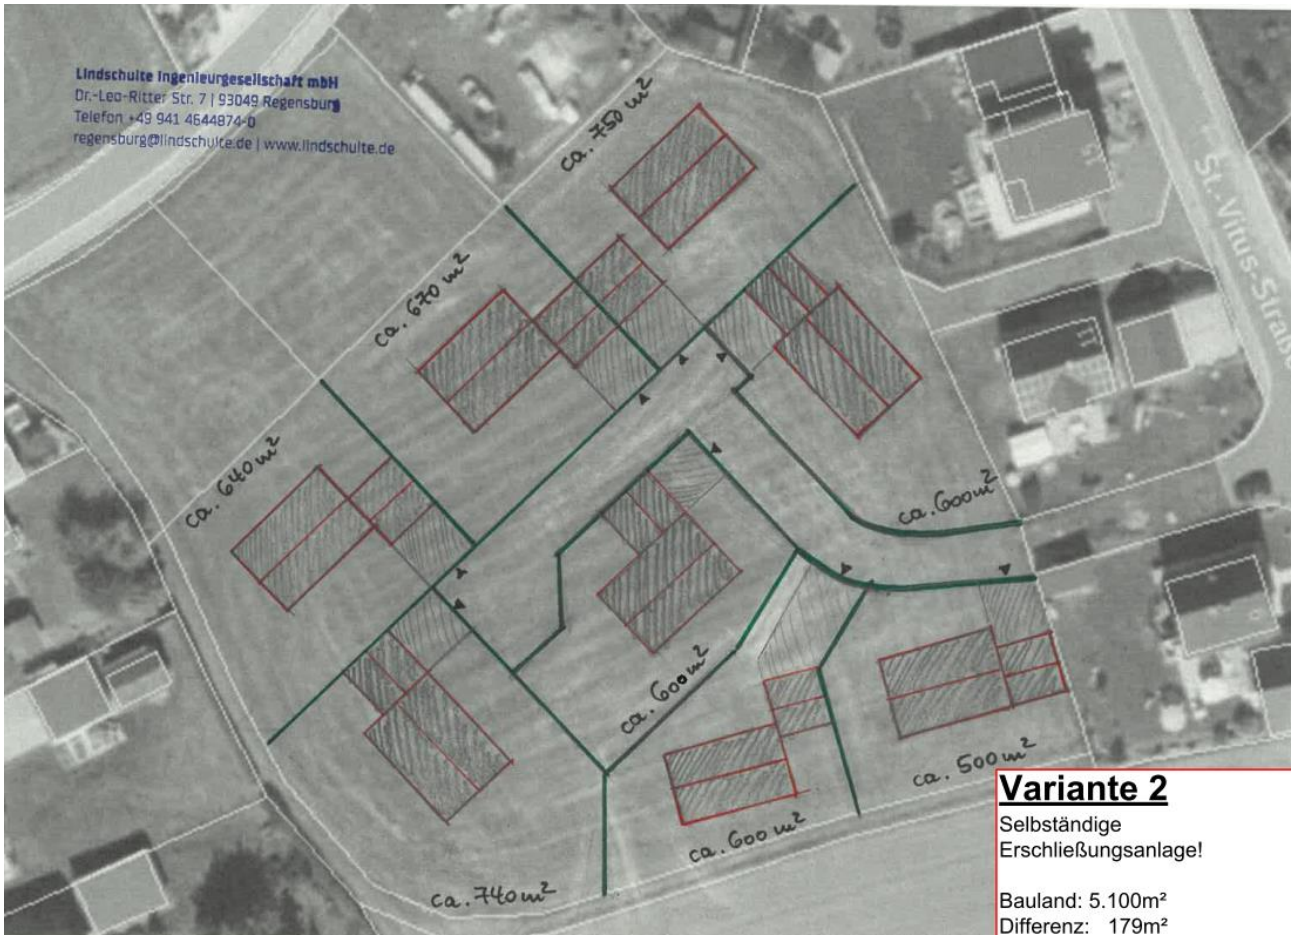 Lindschulte Ingenieurgesellschaft mbH
Dr.-Leo-Ritter Str. 7 | 93049 Regensburg
Telefon +49 941 4644874-0
regensburg@lindschulte.de | www.lindschulte.de
ca. 750 m²
ca. 670 m²
ca. 640 m²
ca. 600 m²
ca. 600 m²
ca. 500 m²
ca. 600 m²
ca. 740 m²
St.-Vitus-Straße
11
Variante 2
Selbständige
Erschließungsanlage!
Bauland: 5.100m²
Differenz: 179m²